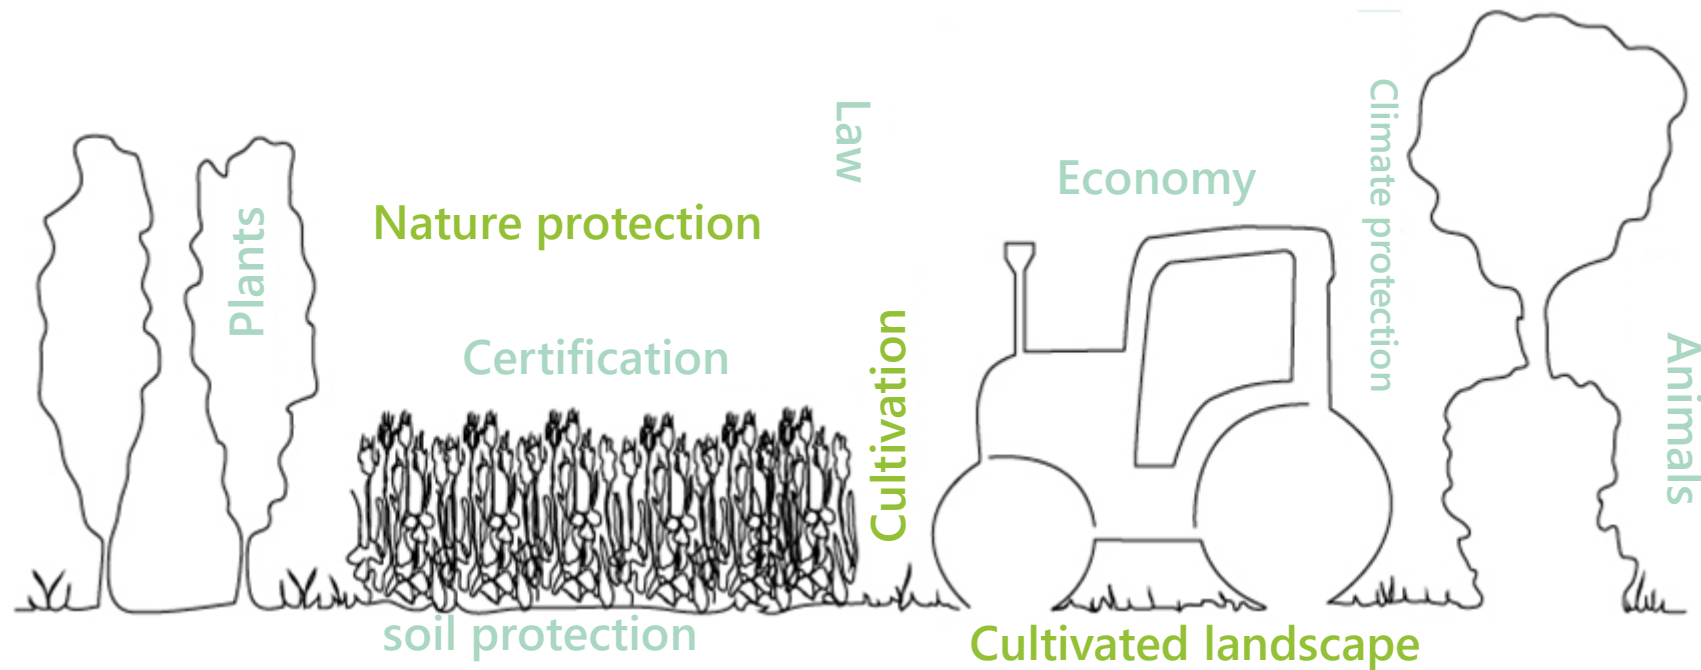 Law
Climate protection
Economy
Nature protection
Plants
Certification
Cultivation
Animals
soil protection
Cultivated landscape